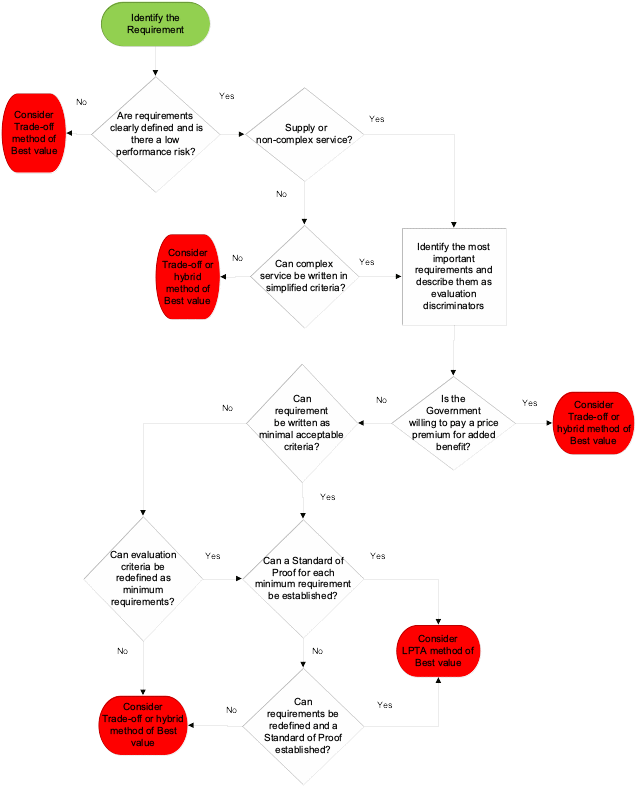 Identify the
Requirement
No
Yes
Consider
Trade-off
method of
Best value
Are requirements
clearly defined and is
there a low
performance risk?
Supply or
non-complex service?
Yes
No
Consider
Trade-off or
hybrid
method of
Best value
No
Can complex
service be written in
simplified criteria?
Yes
Identify the most
important
requirements and
describe them as
evaluation
discriminators
No
Can
requirement
be written as
minimal acceptable
criteria?
No
Is the
Government
willing to pay a price
premium for added
benefit?
Yes
Consider
Trade-off or
hybrid method of
Best value
Yes
Can evaluation
criteria be
redefined as
minimum
requirements?
Yes
Can a Standard of
Proof for each
minimum requirement
be established?
Yes
No
No
Consider
LPTA method of
Best value
Consider
Trade-off or hybrid
method of Best
value
No
Can
requirements be
redefined and a
Standard of Proof
established?
Yes